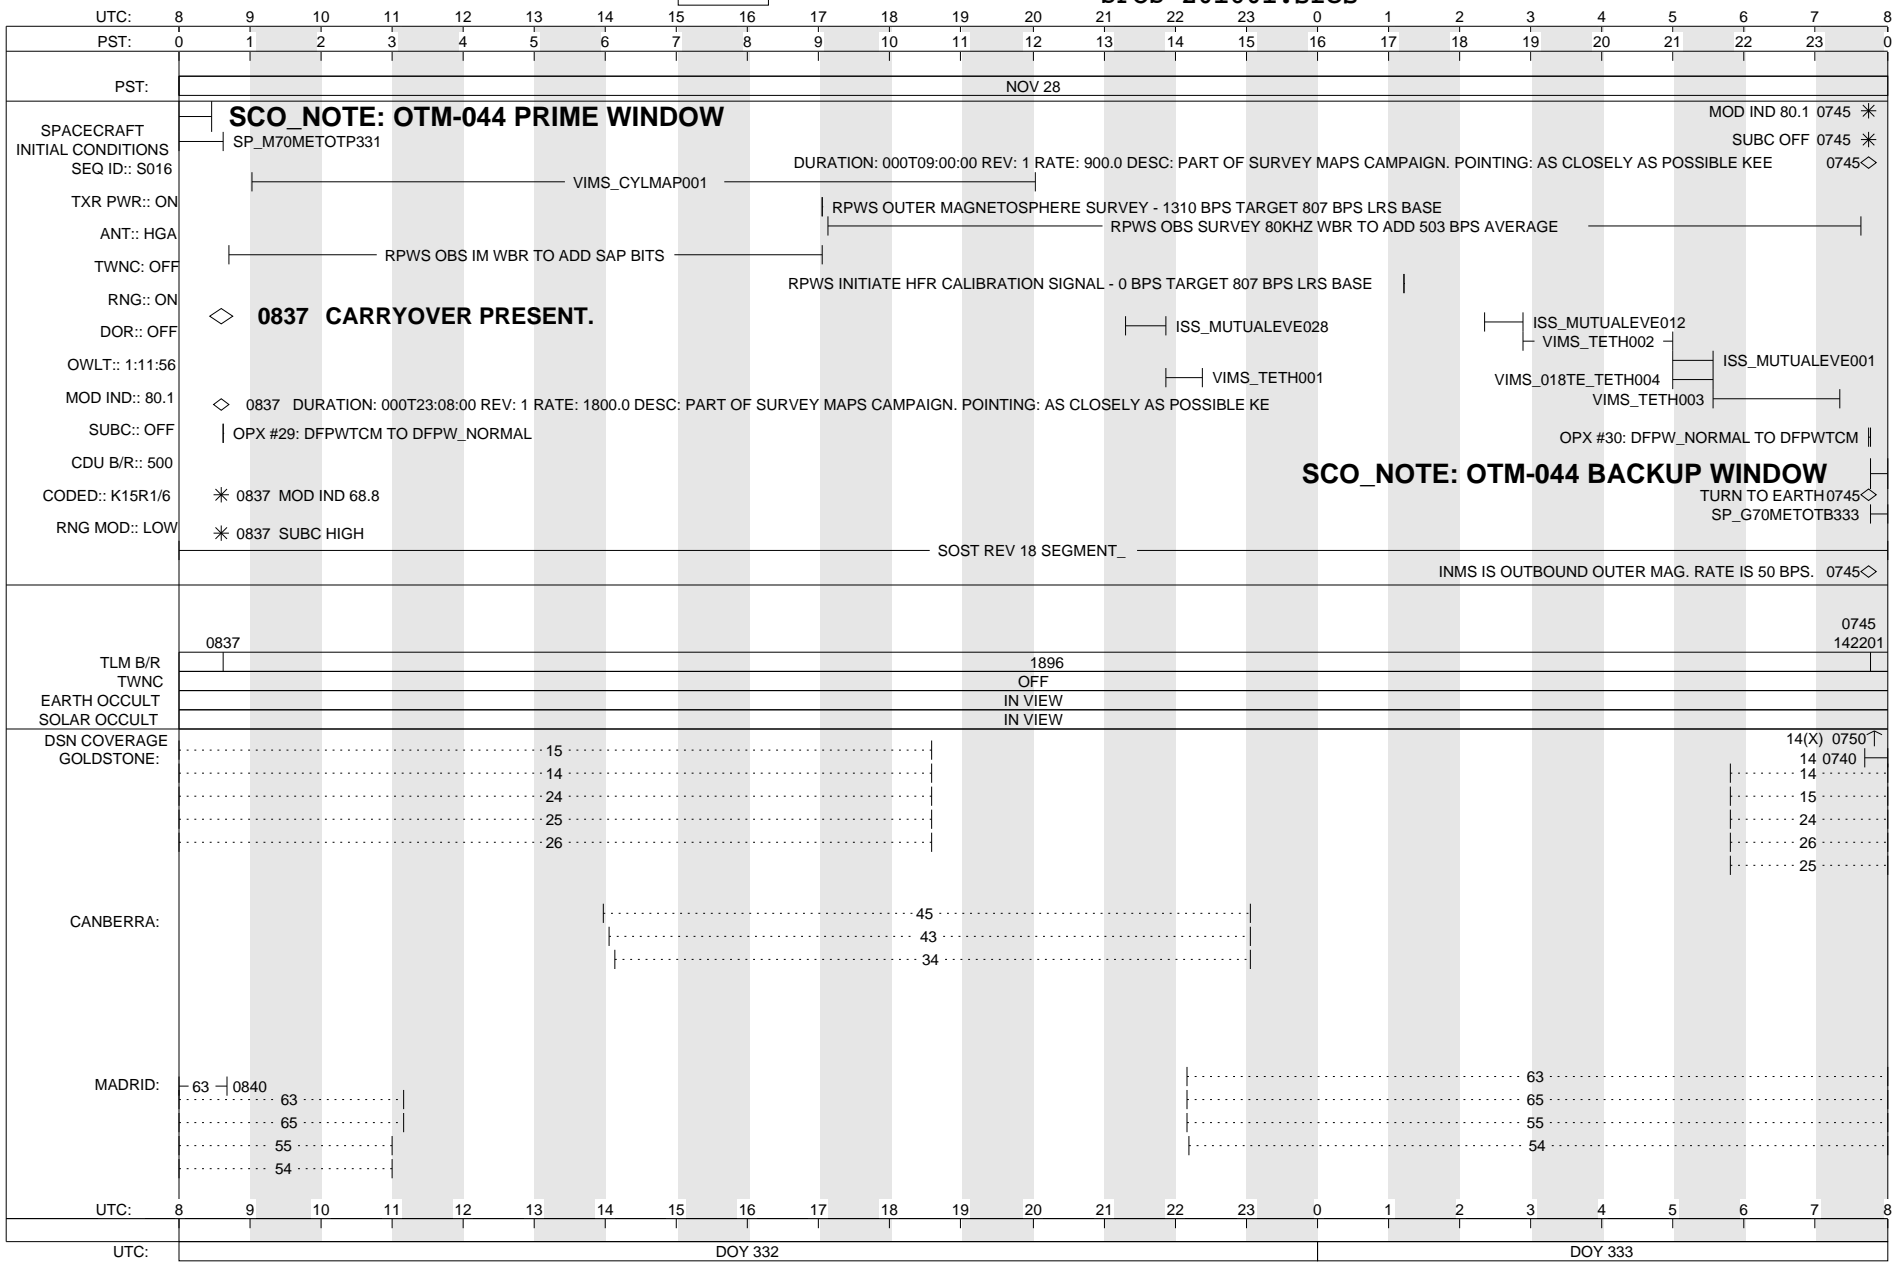 UTC: 8 9 10 11 12 13 14 15 16 17 18 19 20 21 22 23 0 1 2 3 4 5 6 7 8
PST: 0 1 2 3 4 5 6 7 8 9 10 11 12 13 14 15 16 17 18 19 20 21 22 23 0
PST: NOV 28
SCO_NOTE: OTM-044 PRIME WINDOW
MOD IND 80.1 0745
SPACECRAFT
INITIAL CONDITIONS
SP_M70METOTP331
SUBC OFF 0745
SEQ ID:: S016
DURATION: 000T09:00:00 REV: 1 RATE: 900.0 DESC: PART OF SURVEY MAPS CAMPAIGN. POINTING: AS CLOSELY AS POSSIBLE KEE 0745
VIMS_CYLMAP001
TXR PWR:: ON
RPWS OUTER MAGNETOSPHERE SURVEY - 1310 BPS TARGET 807 BPS LRS BASE
ANT:: HGA
RPWS OBS SURVEY 80KHZ WBR TO ADD 503 BPS AVERAGE
RPWS OBS IM WBR TO ADD SAP BITS
TWNC: OFF
RPWS INITIATE HFR CALIBRATION SIGNAL - 0 BPS TARGET 807 BPS LRS BASE
RNG:: ON
0837 CARRYOVER PRESENT.
DOR:: OFF
ISS_MUTUALEVE028
ISS_MUTUALEVE012
VIMS_TETH002
OWLT:: 1:11:56
ISS_MUTUALEVE001
VIMS_TETH001
VIMS_018TE_TETH004
MOD IND:: 80.1
VIMS_TETH003
0837 DURATION: 000T23:08:00 REV: 1 RATE: 1800.0 DESC: PART OF SURVEY MAPS CAMPAIGN. POINTING: AS CLOSELY AS POSSIBLE KE
SUBC:: OFF
OPX #29: DFPWTCM TO DFPW_NORMAL
OPX #30: DFPW_NORMAL TO DFPWTCM
CDU B/R:: 500
SCO_NOTE: OTM-044 BACKUP WINDOW
CODED:: K15R1/6
0837 MOD IND 68.8
TURN TO EARTH 0745
SP_G70METOTB333
RNG MOD:: LOW
0837 SUBC HIGH
SOST REV 18 SEGMENT_
INMS IS OUTBOUND OUTER MAG. RATE IS 50 BPS. 0745
0837
0745
142201
TLM B/R 1896
TWNC OFF
EARTH OCCULT IN VIEW
SOLAR OCCULT IN VIEW
DSN COVERAGE
GOLDSTONE:
14(X) 0750
15
14 0740
14 14
24 15
25 24
26 26
25
CANBERRA:
45
43
34
MADRID:
63 0840
63 63
65 65
55 55
54 54
UTC: 8 9 10 11 12 13 14 15 16 17 18 19 20 21 22 23 0 1 2 3 4 5 6 7 8
UTC: DOY 332 DOY 333